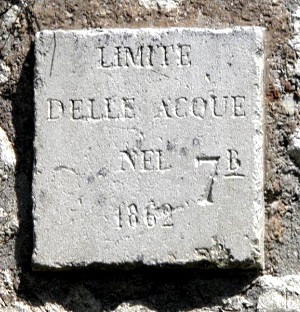 LIMITE
DELLE ACQUE
NEL 7B
1862